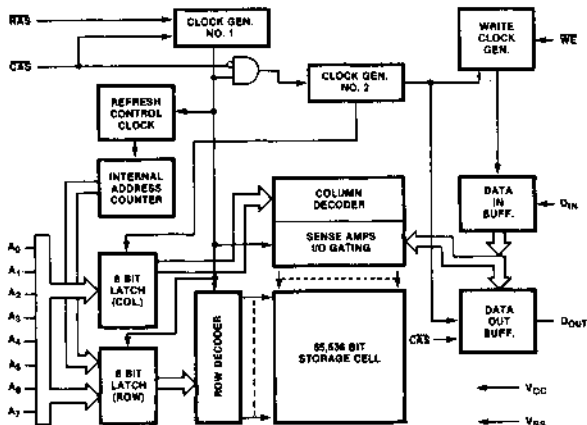 RAS
CLOCK GEN.
NO. 1
WRITE
CLOCK
GEN.
WE
CAS
CLOCK GEN.
NO. 2
REFRESH
CONTROL
CLOCK
INTERNAL
ADDRESS
COUNTER
COLUMN
DECODER
DATA
IN
BUFF.
DIN
SENSE AMPS
I/O GATING
A0
A1
A2
A3
A4
A5
A6
A7
8 BIT
LATCH
(COL)
8 BIT
LATCH
(ROW)
ROW DECODER
65,536 BIT
STORAGE
CELL
DATA
OUT
BUFF.
DOUT
CAS
VCC
VSS